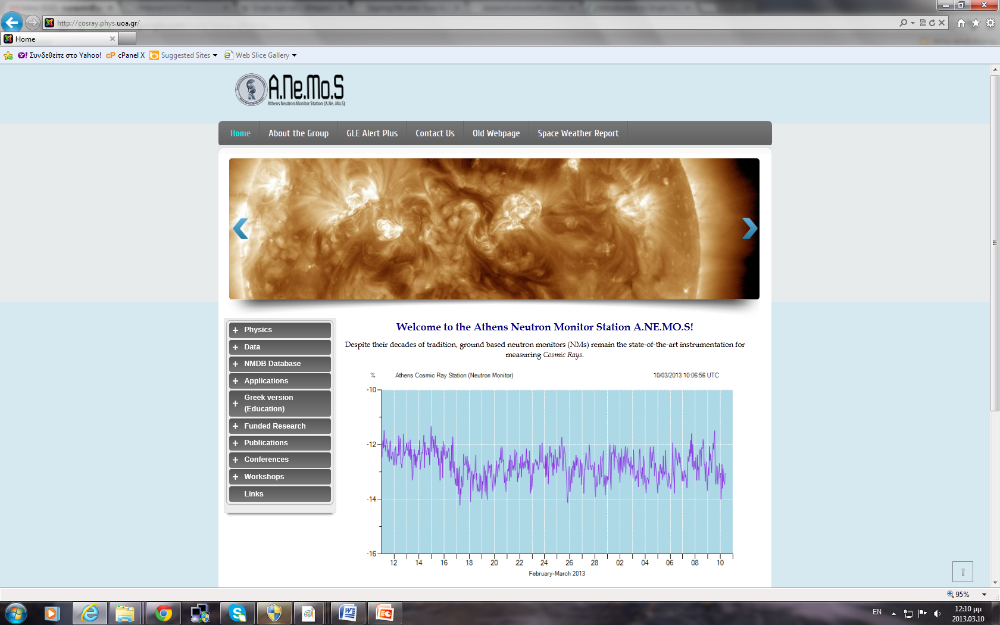 http://cosray.phys.uoa.gr/
Home
Y! Συνδεθείτε στο Yahoo! cP cPanel X Suggested Sites Web Slice Gallery
A.Ne.Mo.S
Athens Neutron Monitor Station (A.Ne. Mo.S)
Home About the Group GLE Alert Plus Contact Us Old Webpage Space Weather Report
Physics
Data
NMDB Database
Applications
Greek version
(Education)
Funded Research
Publications
Conferences
Workshops
Links
Welcome to the Athens Neutron Monitor Station A.NE.MO.S!
Despite their decades of tradition, ground based neutron monitors (NMs) remain the state-of-the-art instrumentation for
measuring Cosmic Rays.
% Athens Cosmic Ray Station (Neutron Monitor) 10/03/2013 10:06:56 UTC
-10
-12
-14
-16
12 14 16 18 20 22 24 26 28 02 04 06 08 10
February-March 2013
95%
EN 12:10 μμ
2013.03.10